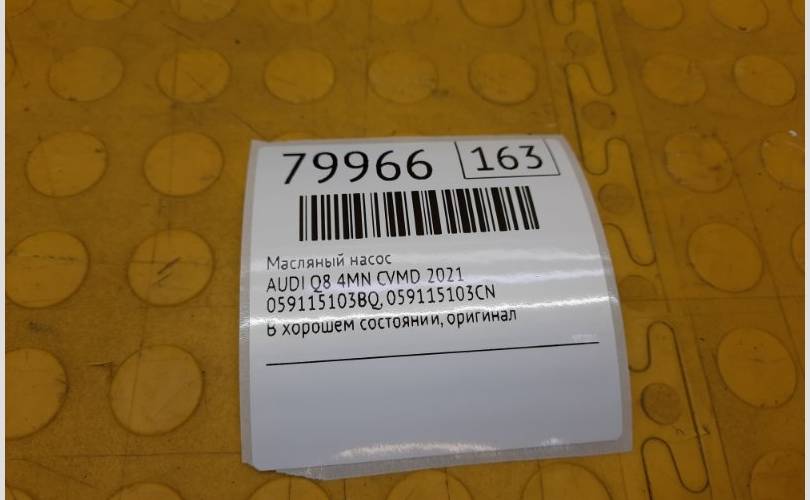 79966 163
Масляный насос
AUDI Q8 4MN CVMD 2021
059115103BQ, 059115103CN
В хорошем состоянии, оригинал